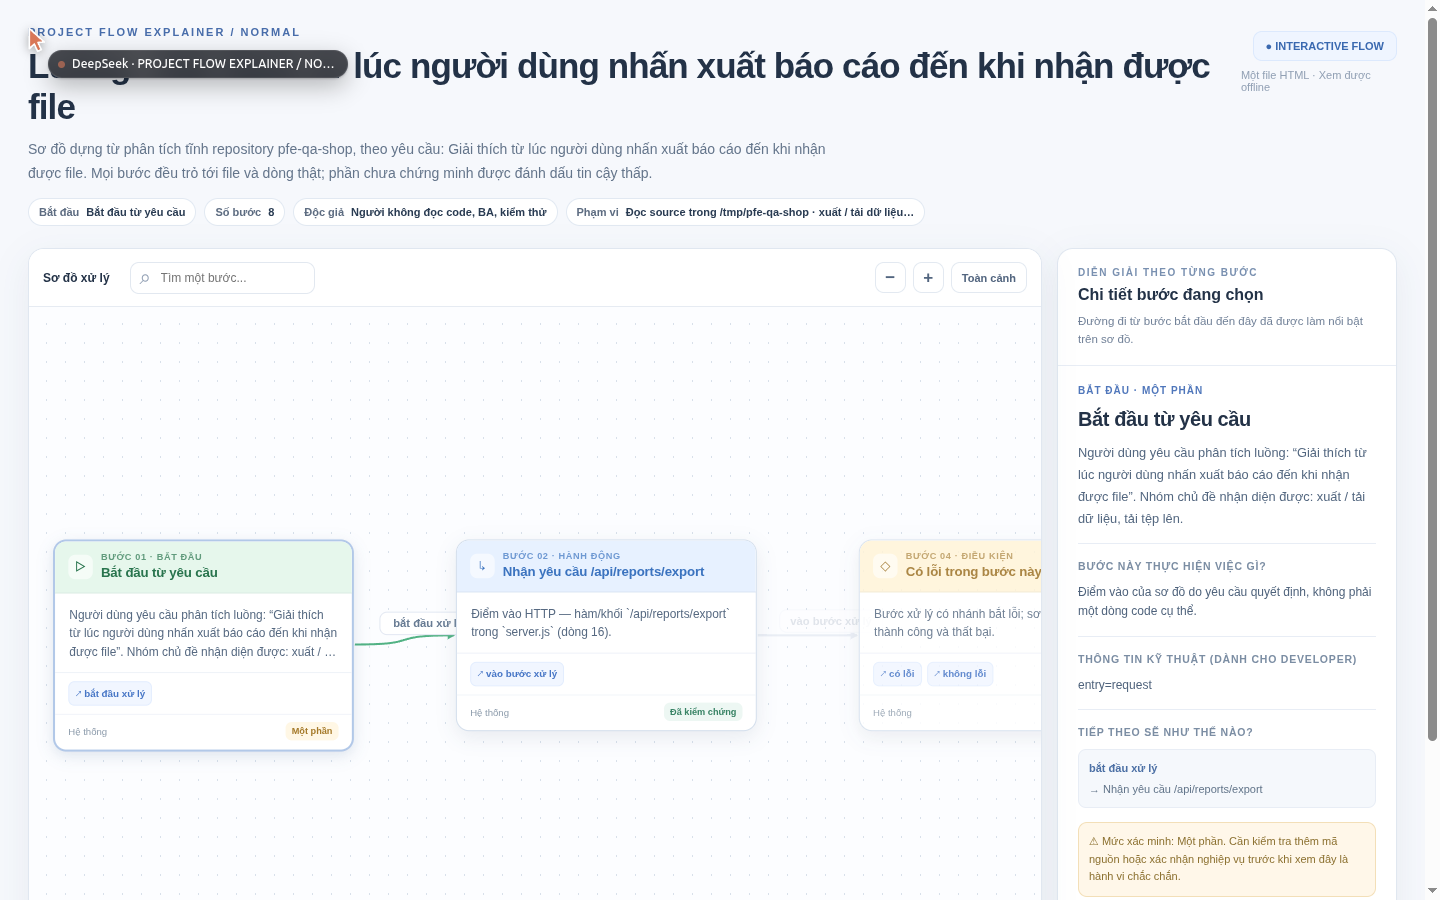 PROJECT FLOW EXPLAINER / NORMAL
DeepSeek · PROJECT FLOW EXPLAINER / NO...
lúc người dùng nhấn xuất báo cáo đến khi nhận được
file
● INTERACTIVE FLOW
Một file HTML · Xem được
offline
Sơ đồ dựng từ phân tích tĩnh repository pfe-qa-shop, theo yêu cầu: Giải thích từ lúc người dùng nhấn xuất báo cáo đến khi nhận
được file. Mọi bước đều trỏ tới file và dòng thật; phần chưa chứng minh được đánh dấu tin cậy thấp.
Bắt đầu Bắt đầu từ yêu cầu
Số bước 8
Độc giả Người không đọc code, BA, kiểm thử
Phạm vi Đọc source trong /tmp/pfe-qa-shop · xuất / tải dữ liệu...
Sơ đồ xử lý
Tìm một bước...
− + Toàn cảnh
BƯỚC 01 · BẮT ĐẦU
Bắt đầu từ yêu cầu
Người dùng yêu cầu phân tích luồng: “Giải thích
từ lúc người dùng nhấn xuất báo cáo đến khi nhận
được file”. Nhóm chủ đề nhận diện được: xuất / ...
↗ bắt đầu xử lý
Hệ thống
Một phần
bắt đầu xử l
BƯỚC 02 · HÀNH ĐỘNG
Nhận yêu cầu /api/reports/export
Điểm vào HTTP — hàm/khối `/api/reports/export`
trong `server.js` (dòng 16).
↗ vào bước xử lý
Hệ thống
Đã kiểm chứng
vào bước xử
BƯỚC 04 · ĐIỀU KIỆN
Có lỗi trong bước này
Bước xử lý có nhánh bắt lỗi; sơ
thành công và thất bại.
↗ có lỗi ↗ không lỗi
Hệ thống
DIỄN GIẢI THEO TỪNG BƯỚC
Chi tiết bước đang chọn
Đường đi từ bước bắt đầu đến đây đã được làm nổi bật
trên sơ đồ.
BẮT ĐẦU · MỘT PHẦN
Bắt đầu từ yêu cầu
Người dùng yêu cầu phân tích luồng: “Giải thích từ
lúc người dùng nhấn xuất báo cáo đến khi nhận
được file”. Nhóm chủ đề nhận diện được: xuất / tải
dữ liệu, tải tệp lên.
BƯỚC NÀY THỰC HIỆN VIỆC GÌ?
Điểm vào của sơ đồ do yêu cầu quyết định, không phải
một dòng code cụ thể.
THÔNG TIN KỸ THUẬT (DÀNH CHO DEVELOPER)
entry=request
TIẾP THEO SẼ NHƯ THẾ NÀO?
bắt đầu xử lý
→ Nhận yêu cầu /api/reports/export
⚠ Mức xác minh: Một phần. Cần kiểm tra thêm mã
nguồn hoặc xác nhận nghiệp vụ trước khi xem đây là
hành vi chắc chắn.